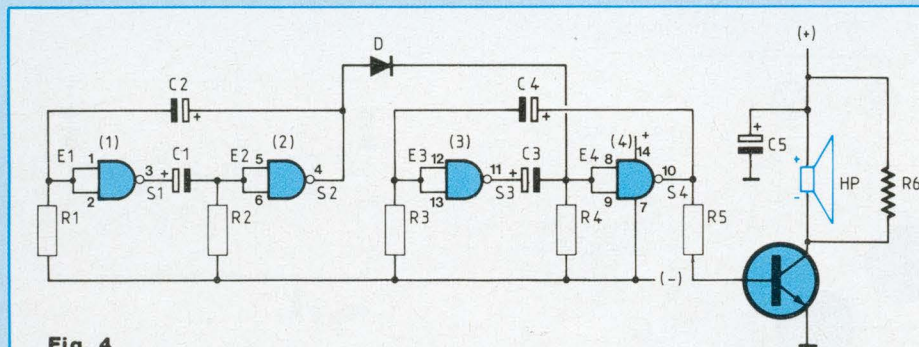 D
(+)
C2
C4
C5
+
+
+
(1)
(2)
(3)
(4)
+
E1
1
2
3
S1
+
C1
E2
5
6
4
S2
E3
12
13
11
S3
+
C3
E4
8
9
14
7
10
S4
+
-
HP
R6
R1
R2
R3
R4
R5
(-)
Fig. 4